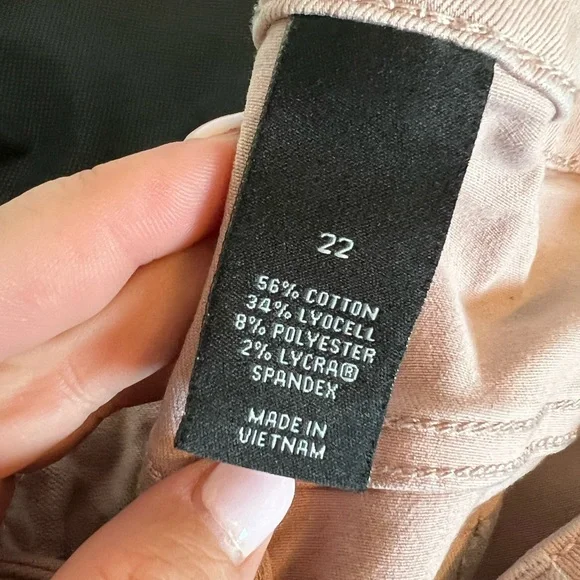 22
56% COTTON
34% LYOCELL
8% POLYESTER
2% LYCRA®
SPANDEX
MADE IN
VIETNAM